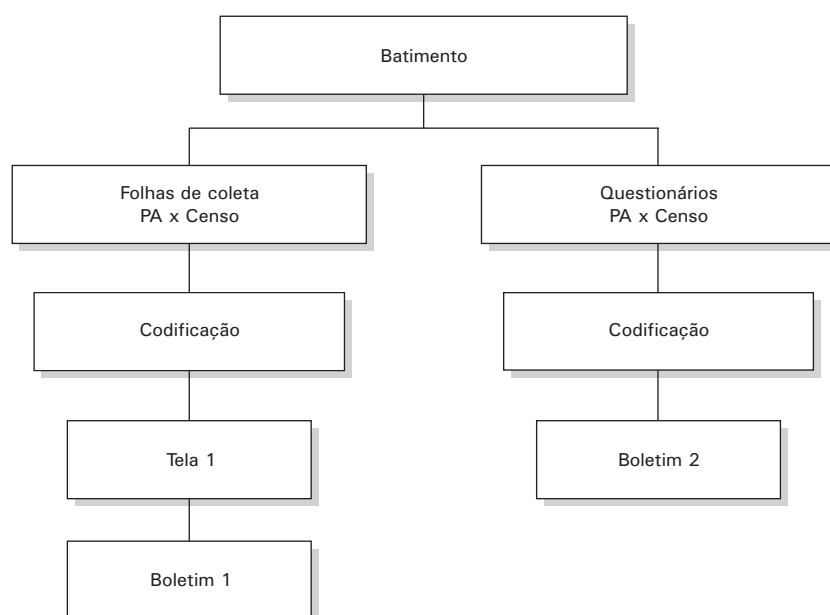 Batimento
Folhas de coleta
PA x Censo
Questionários
PA x Censo
Codificação
Codificação
Tela 1
Boletim 2
Boletim 1